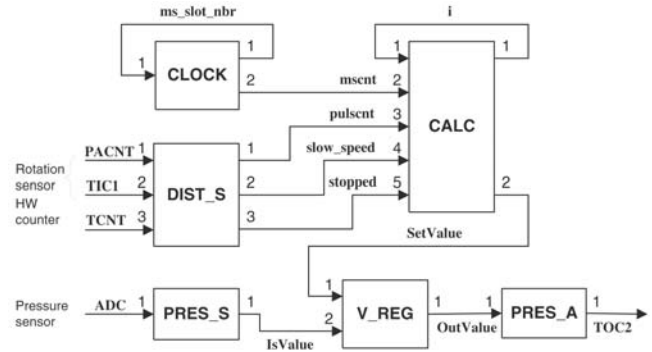 ms_slot_nbr
i
1
1
CLOCK
2
mscnt
1
1
2
CALC
pulscnt
3
slow_speed
4
stopped
5
2
SetValue
Rotation
sensor
HW
counter
PACNT
1
TIC1
2
TCNT
3
DIST_S
1
2
3
Pressure
sensor
ADC
1
PRES_S
1
IsValue
1
2
V_REG
1
OutValue
1
PRES_A
1
TOC2